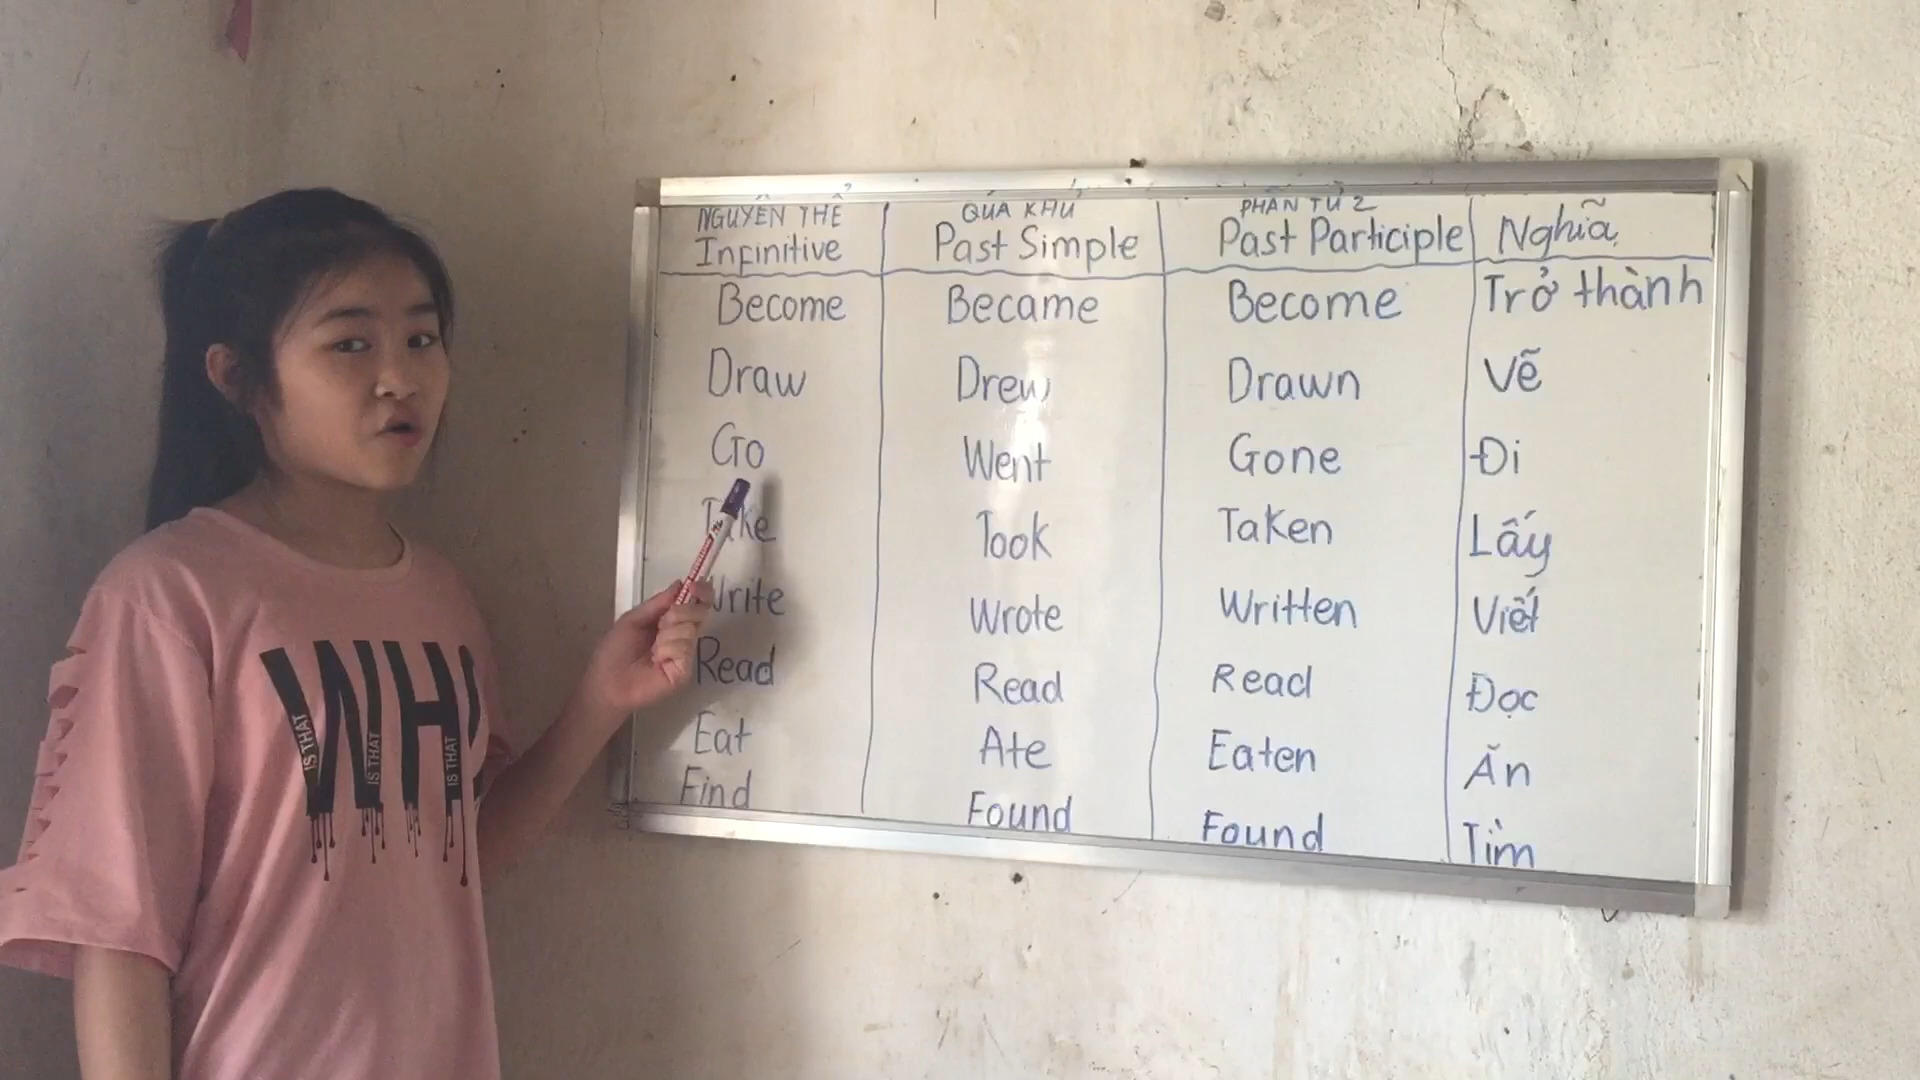 NGUYÊN THỂ QUÁ KHỨ PHÂN TỪ 2
Infinitive Past Simple Past Participle Nghĩa
Become Became Become Trở thành
Draw Drew Drawn Vẽ
Go Went Gone Đi
Take Took Taken Lấy
Write Wrote Written Viết
Read Read Read Đọc
Eat Ate Eaten Ăn
Find Found Found Tìm
WH
IS THAT IS THAT IS THAT